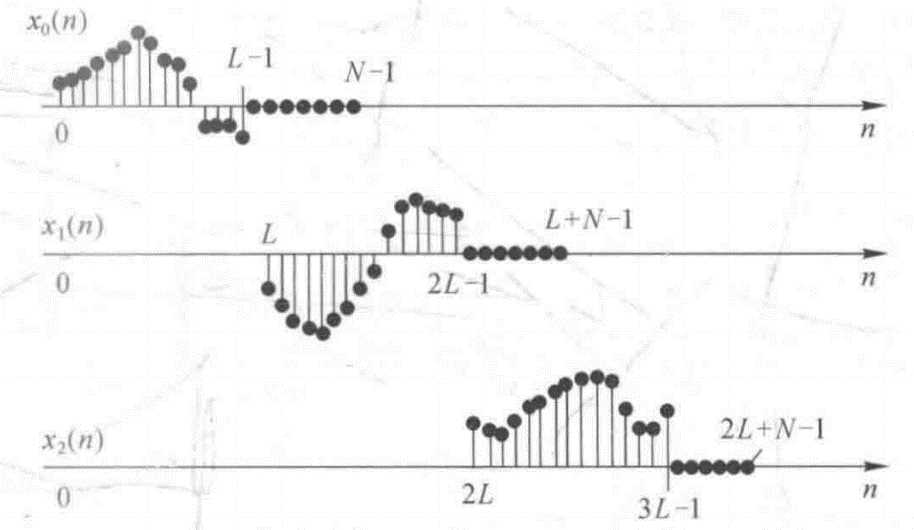 x₀(n)
L-1
N-1
0
n
x₁(n)
L
L+N-1
0
2L-1
n
x₂(n)
2L+N-1
0
2L
3L-1
n